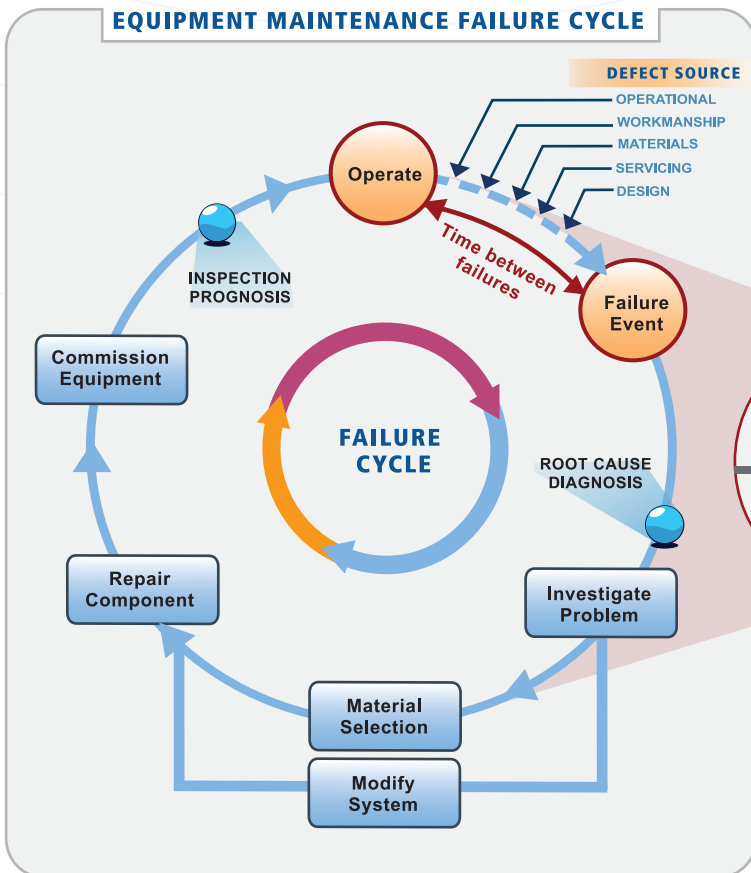 EQUIPMENT MAINTENANCE FAILURE CYCLE
DEFECT SOURCE
OPERATIONAL
WORKMANSHIP
MATERIALS
SERVICING
DESIGN
Operate
Time between
failures
Failure
Event
INSPECTION
PROGNOSIS
Commission
Equipment
FAILURE
CYCLE
ROOT CAUSE
DIAGNOSIS
Repair
Component
Investigate
Problem
Material
Selection
Modify
System